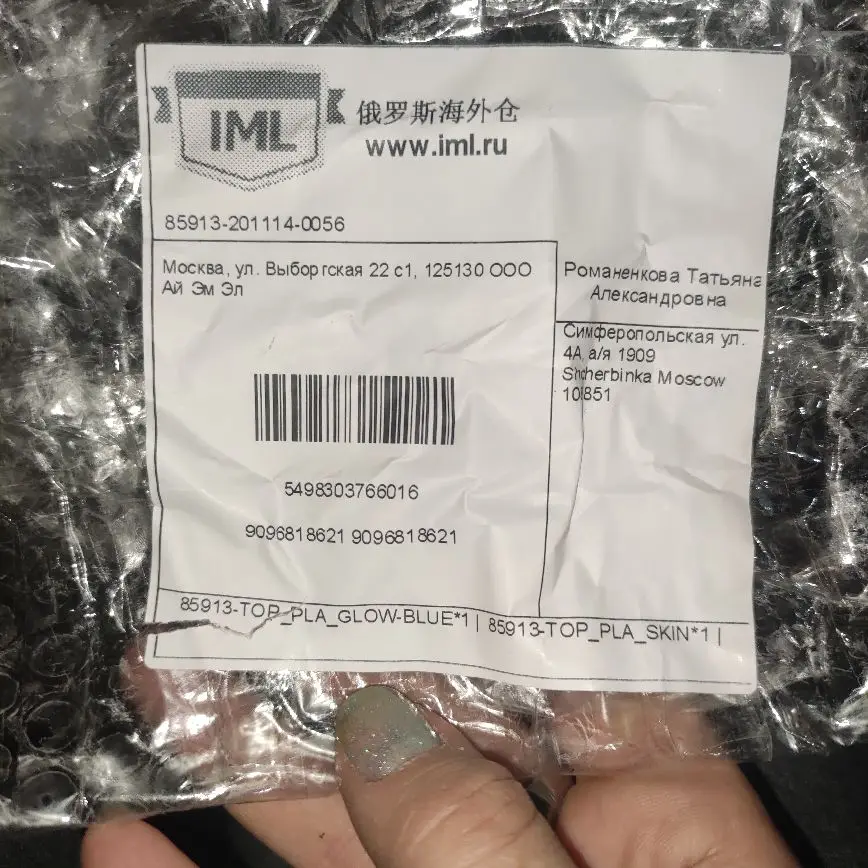 IML
俄罗斯海外仓
www.iml.ru
85913-201114-0056
Москва, ул. Выборгская 22 с1, 125130 ООО
Ай Эм Эл
Романенкова Татьяна
Александровна
Симферопольская ул.
4А, а/я 1909
Shcherbinka Moscow
10851
5498303766016
9096818621 9096818621
85913-TOP_PLA_GLOW-BLUE*1 | 85913-TOP_PLA_SKIN*1 |